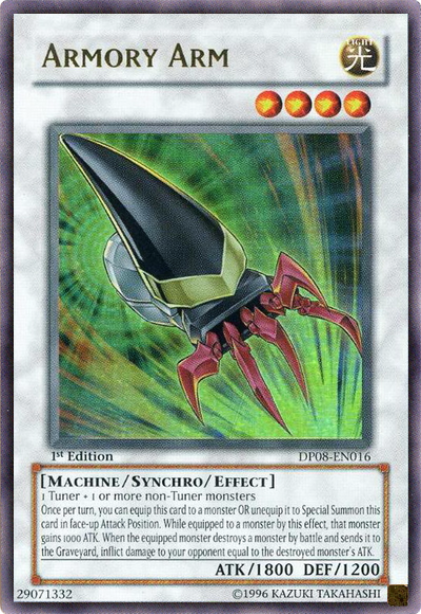 ARMORY ARM
LIGHT
光
1st Edition
DP08-EN016
[MACHINE/SYNCHRO/EFFECT]
1 Tuner + 1 or more non-Tuner monsters
Once per turn, you can equip this card to a monster OR unequip it to Special Summon this
card in face-up Attack Position. While equipped to a monster by this effect, that monster
gains 1000 ATK. When the equipped monster destroys a monster by battle and sends it
to the Graveyard, inflict damage to your opponent equal to the destroyed monster's ATK.
ATK/1800 DEF/1200
29071332
©1996 KAZUKI TAKAHASHI